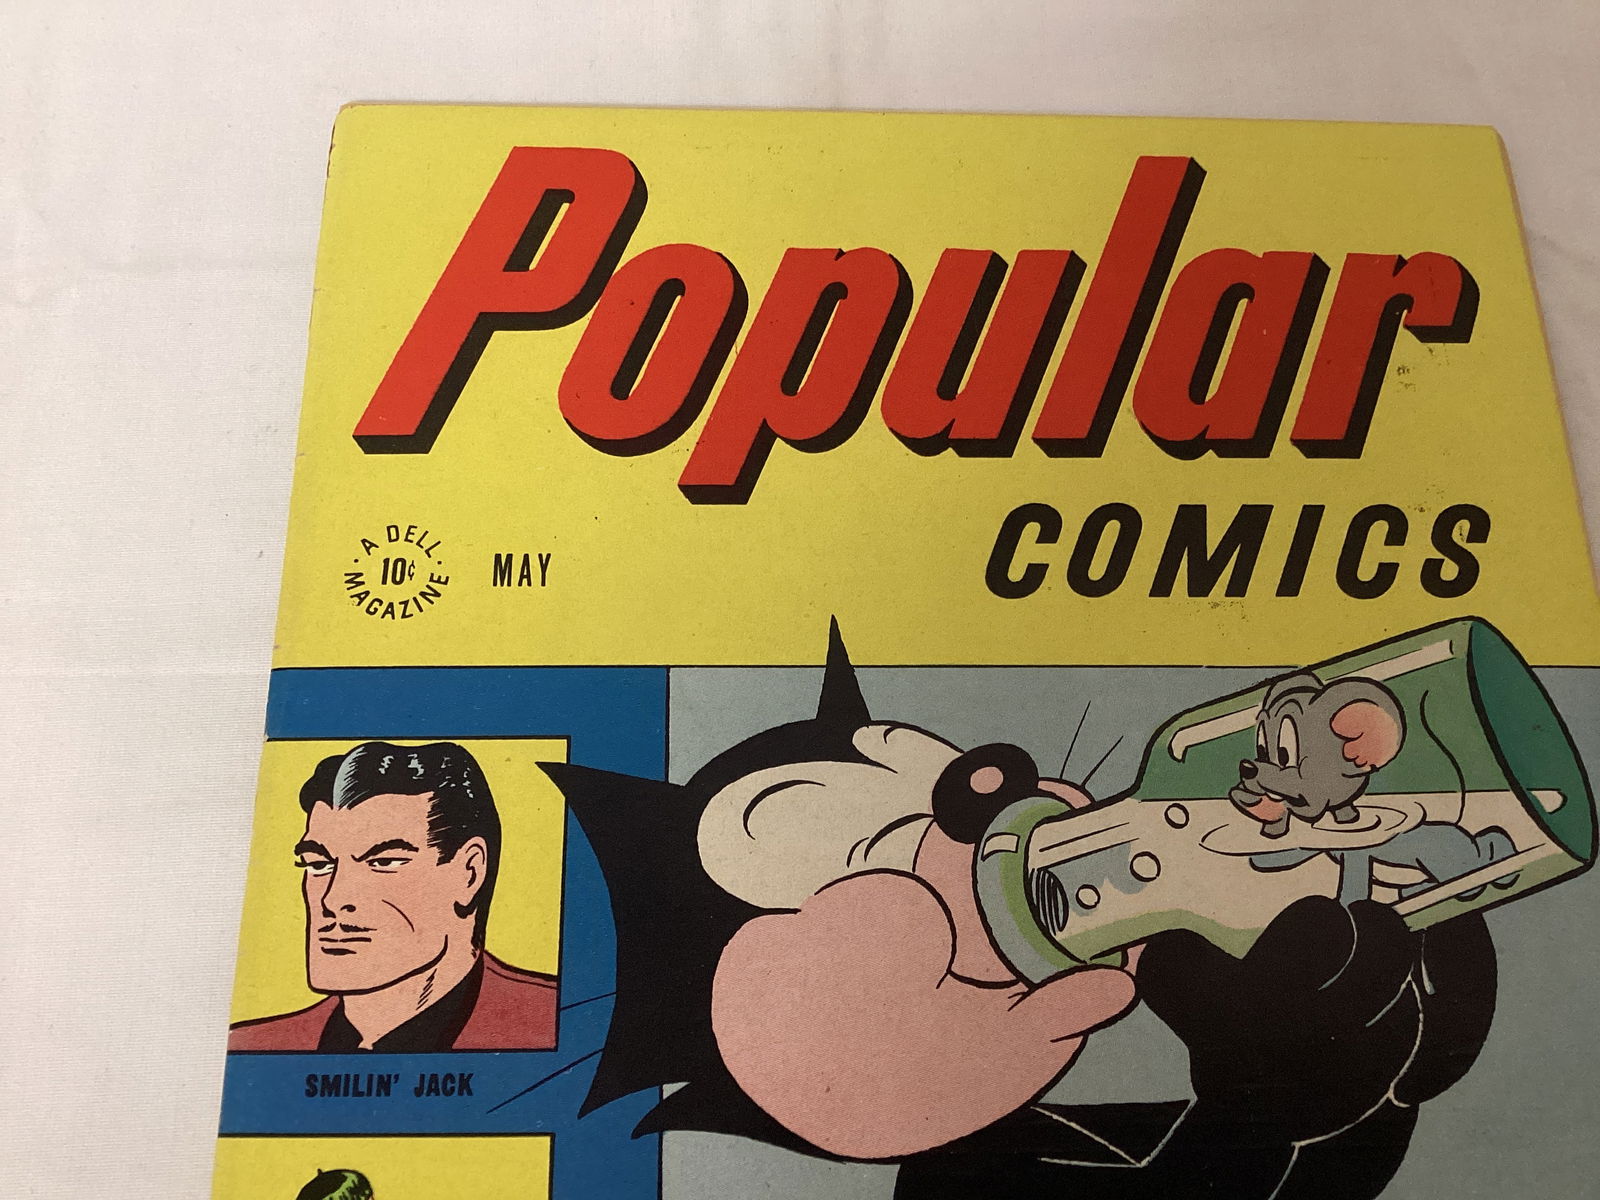 Popular
COMICS
· A DELL ·
10¢
MAGAZINE
MAY
SMILIN' JACK